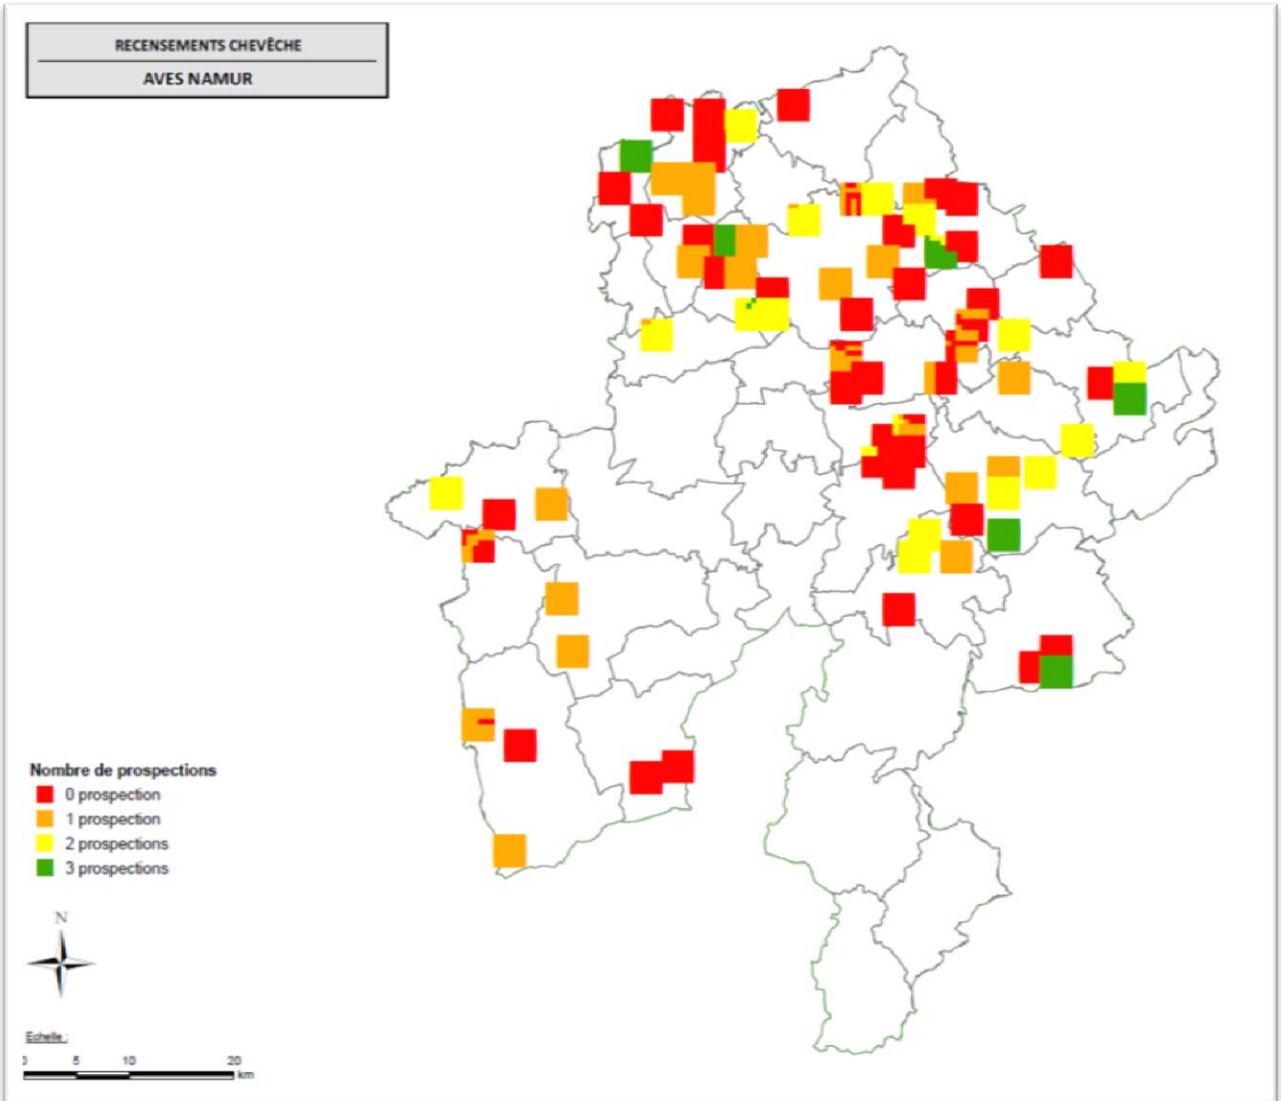 RECENSEMENTS CHEVÊCHE
AVES NAMUR
Nombre de prospections
0 prospection
1 prospection
2 prospections
3 prospections
N
Echelle :
0 5 10 20
km